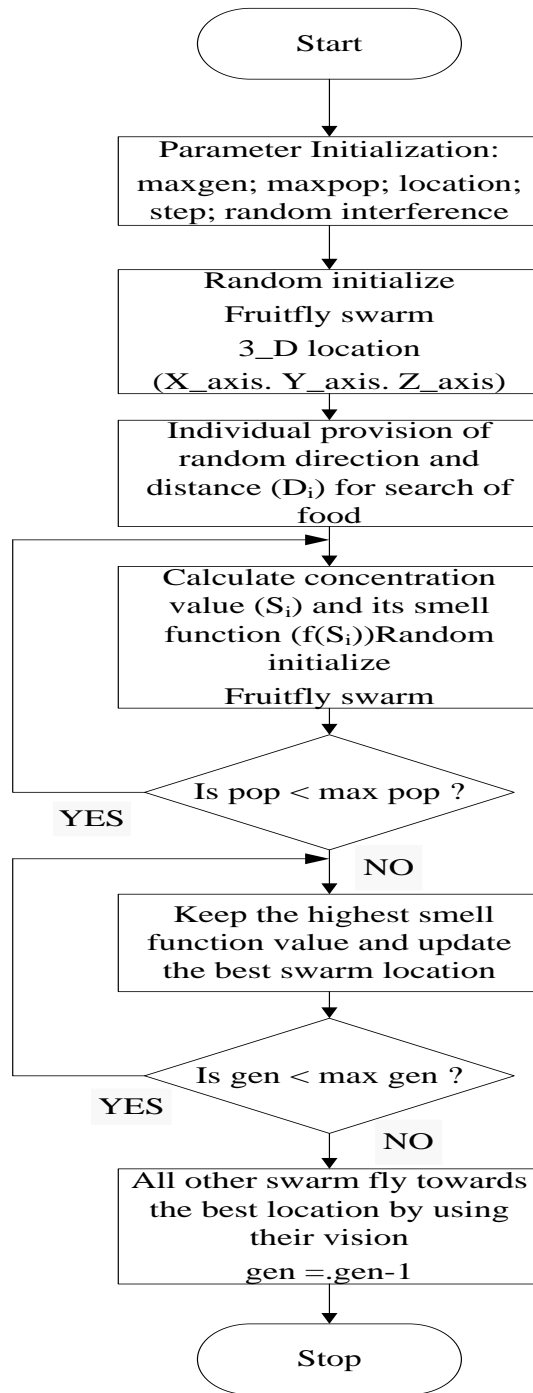 Start
Parameter Initialization:
maxgen; maxpop; location;
step; random interference
Random initialize
Fruitfly swarm
3_D location
(X_axis. Y_axis. Z_axis)
Individual provision of
random direction and
distance (Dᵢ) for search of
food
Calculate concentration
value (Sᵢ) and its smell
function (f(Sᵢ))Random
initialize
Fruitfly swarm
Is pop < max pop ?
YES
NO
Keep the highest smell
function value and update
the best swarm location
Is gen < max gen ?
YES
NO
All other swarm fly towards
the best location by using
their vision
gen =.gen-1
Stop